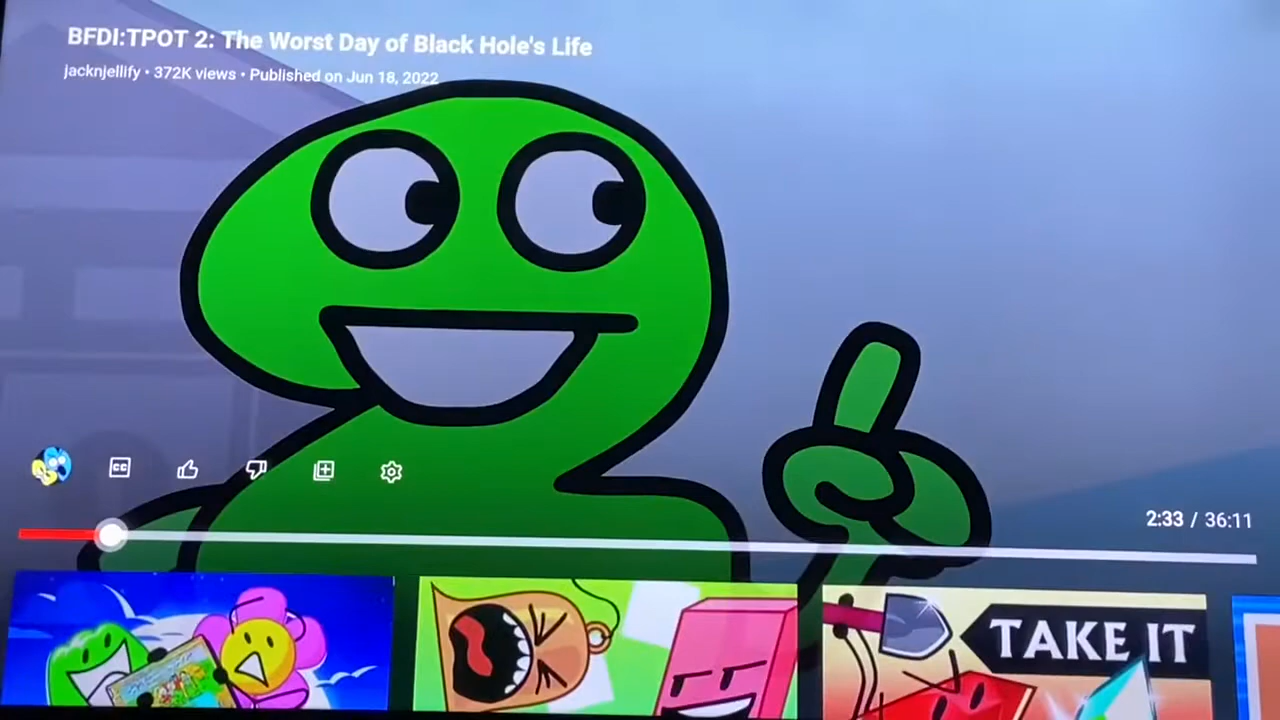 BFDI:TPOT 2: The Worst Day of Black Hole's Life
jacknjellify • 372K views • Published on Jun 18, 2022
CC
2:33 / 36:11
TAKE IT